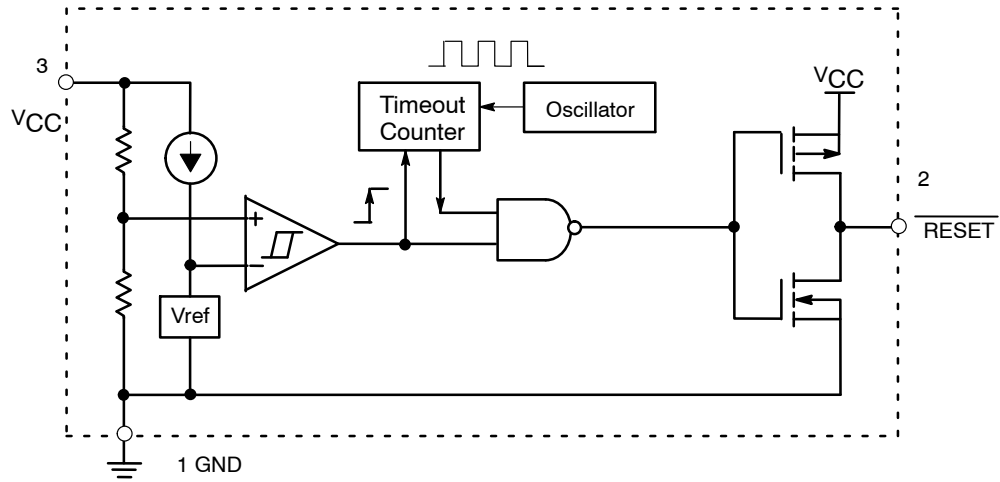 3
VCC
Timeout
Counter
Oscillator
VCC
2
RESET
+
−
Vref
1 GND